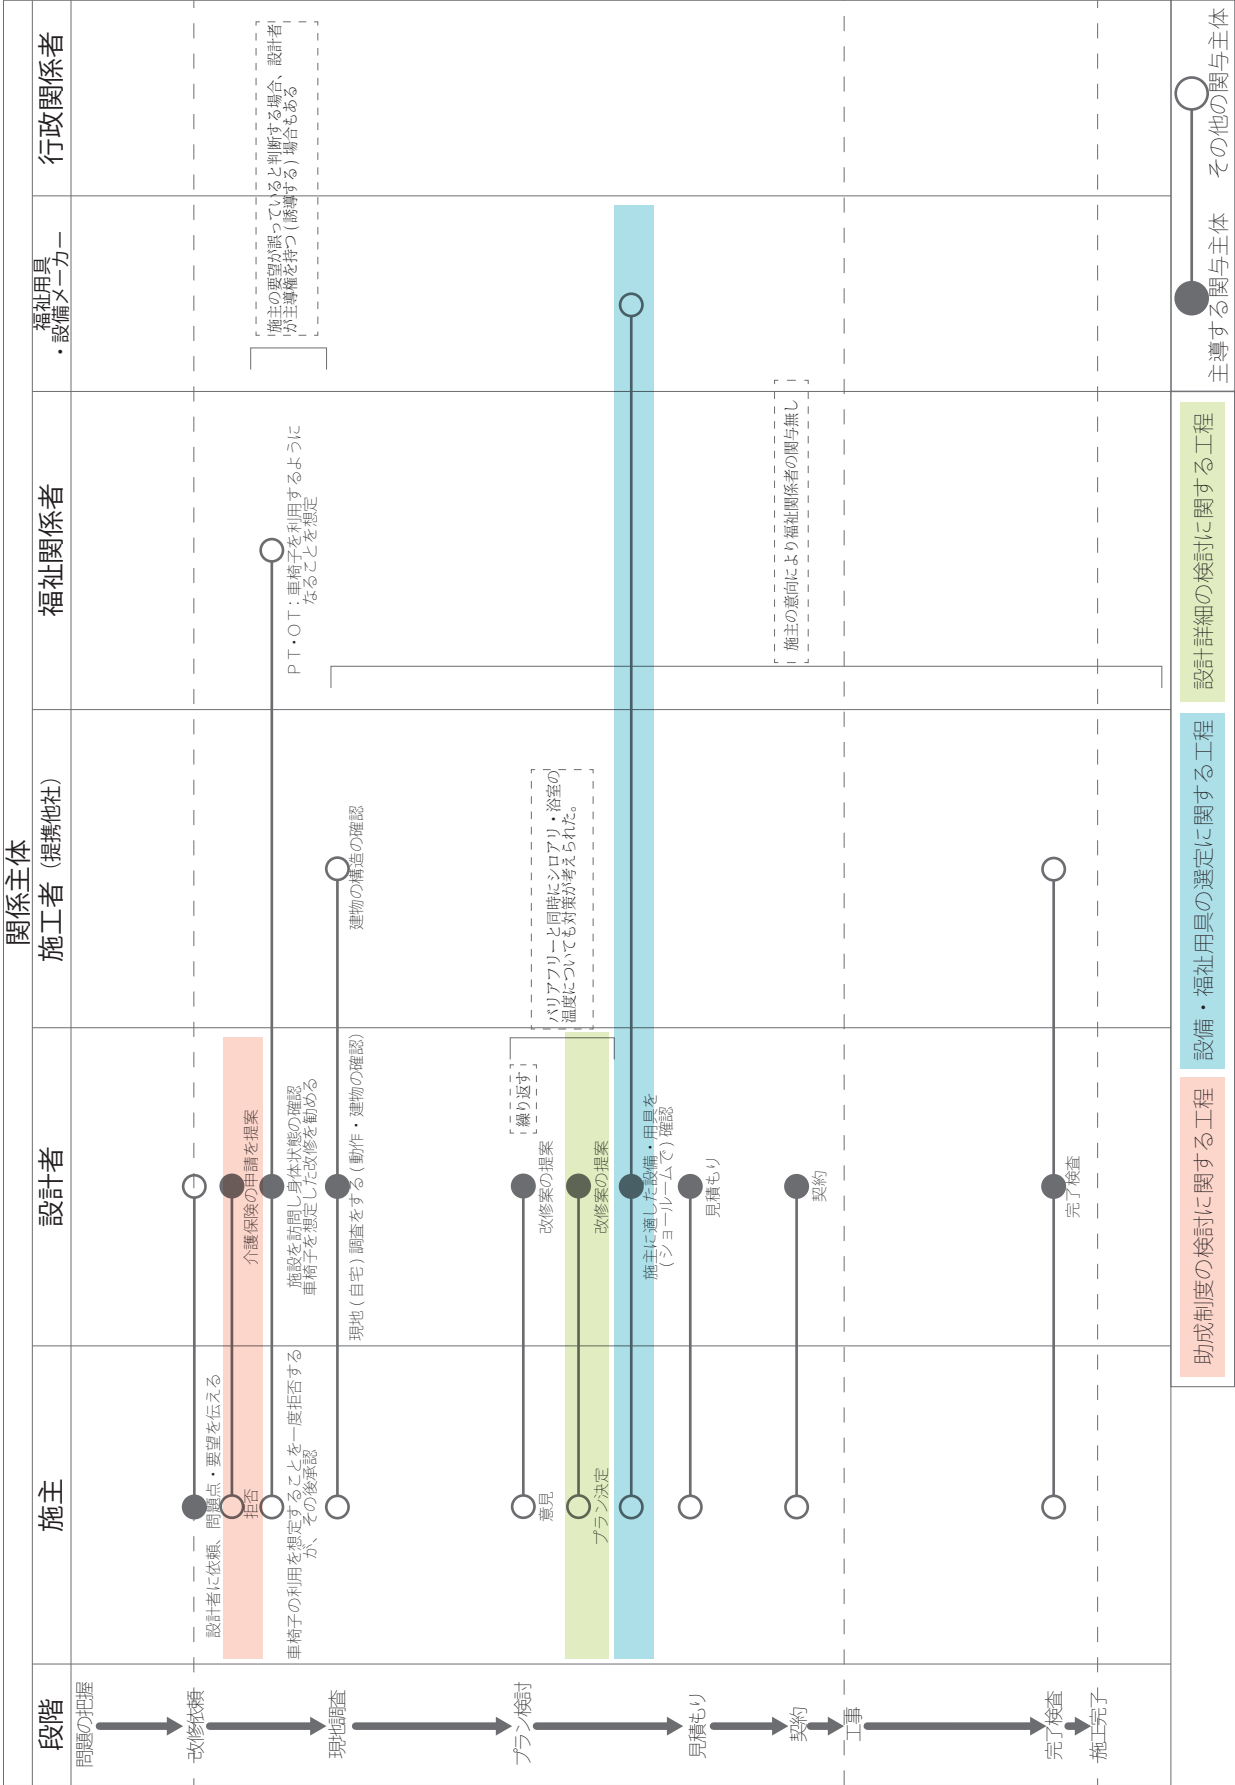 関係主体
段階
施主
設計者
施工者（提携他社）
福祉関係者
福祉用具
・設備メーカー
行政関係者
問題の把握
改修依頼
現地調査
プラン検討
見積もり
契約
工事
完了検査
施工完了
設計者に依頼、問題点・要望を伝える
拒否
介護保険の申請を提案
車椅子の利用を想定することを一度拒否する
が、その後承認
施設を訪問し身体状態の確認
車椅子を想定した改修を勧める
ＰＴ・ＯＴ：車椅子を利用するように
なることを想定
施主の要望が誤っていると判断する場合、設計者
が主導権を持つ(誘導する)場合もある
現地(自宅)調査をする(動作・建物の確認)
建物の構造の確認
意見
改修案の提案
繰り返す
バリアフリーと同時にシロアリ・浴室の
温度についても対策が考えられた。
プラン決定
改修案の提案
施主に適した設備・用具を
(ショールームで)確認
見積もり
契約
施主の意向により福祉関係者の関与無し
完了検査
助成制度の検討に関する工程
設備・福祉用具の選定に関する工程
設計詳細の検討に関する工程
主導する関与主体
その他の関与主体